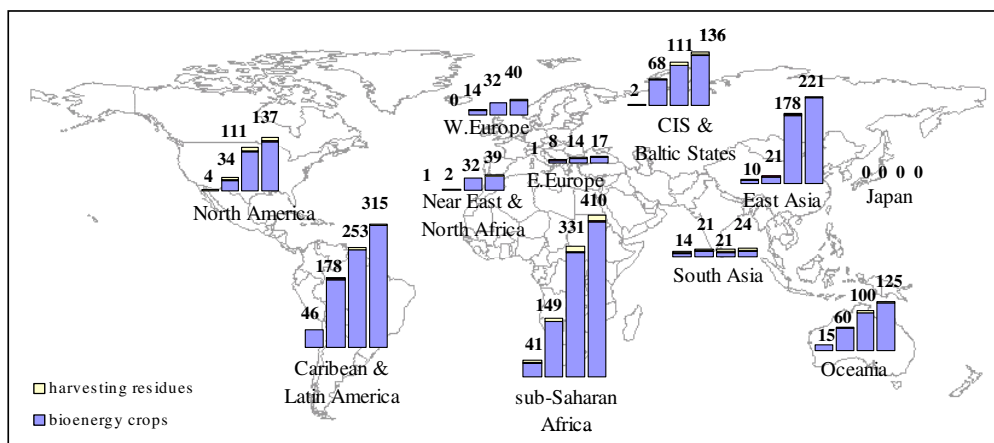 136
111
68
2
0 14 32 40
W.Europe
CIS &
Baltic States
221
178
10 21
East Asia
0 0 0 0
Japan
137
111
34
4
North America
1 8 14 17
E.Europe
1 2 32 39
Near East &
North Africa
315
253
178
46
Caribean &
Latin America
410
331
149
41
sub-Saharan
Africa
14 21 21 24
South Asia
125
100
60
15
Oceania
harvesting residues
bioenergy crops